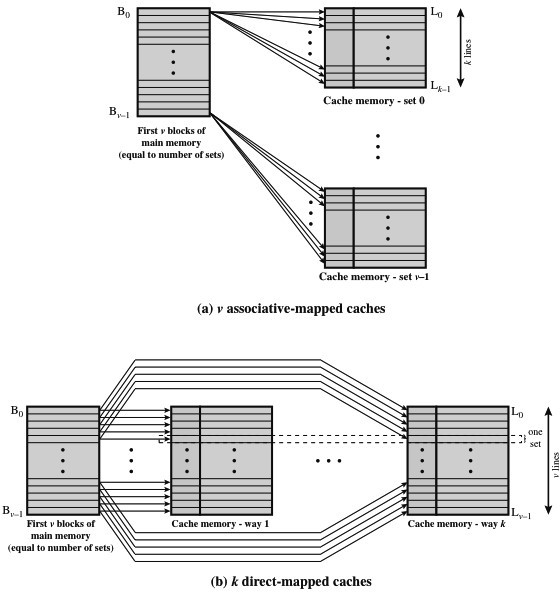 B0
L0
k lines
Lk–1
Cache memory - set 0
Bv–1
First v blocks of
main memory
(equal to number of sets)
Cache memory - set v–1
(a) v associative-mapped caches
B0
L0
one
set
v lines
Bv–1
Lv–1
First v blocks of
main memory
(equal to number of sets)
Cache memory - way 1
Cache memory - way k
(b) k direct-mapped caches